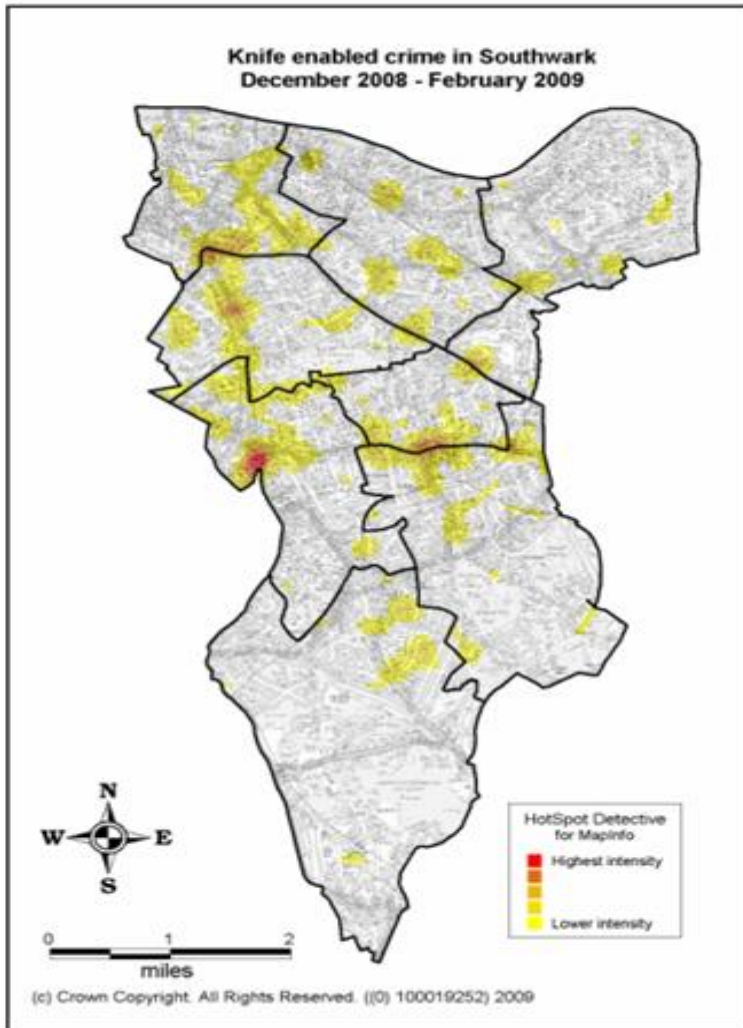 Knife enabled crime in Southwark
December 2008 - February 2009
N
W E
S
HotSpot Detective
for MapInfo
Highest intensity
Lower intensity
0 1 2
miles
(c) Crown Copyright. All Rights Reserved. ((0) 100019252) 2009